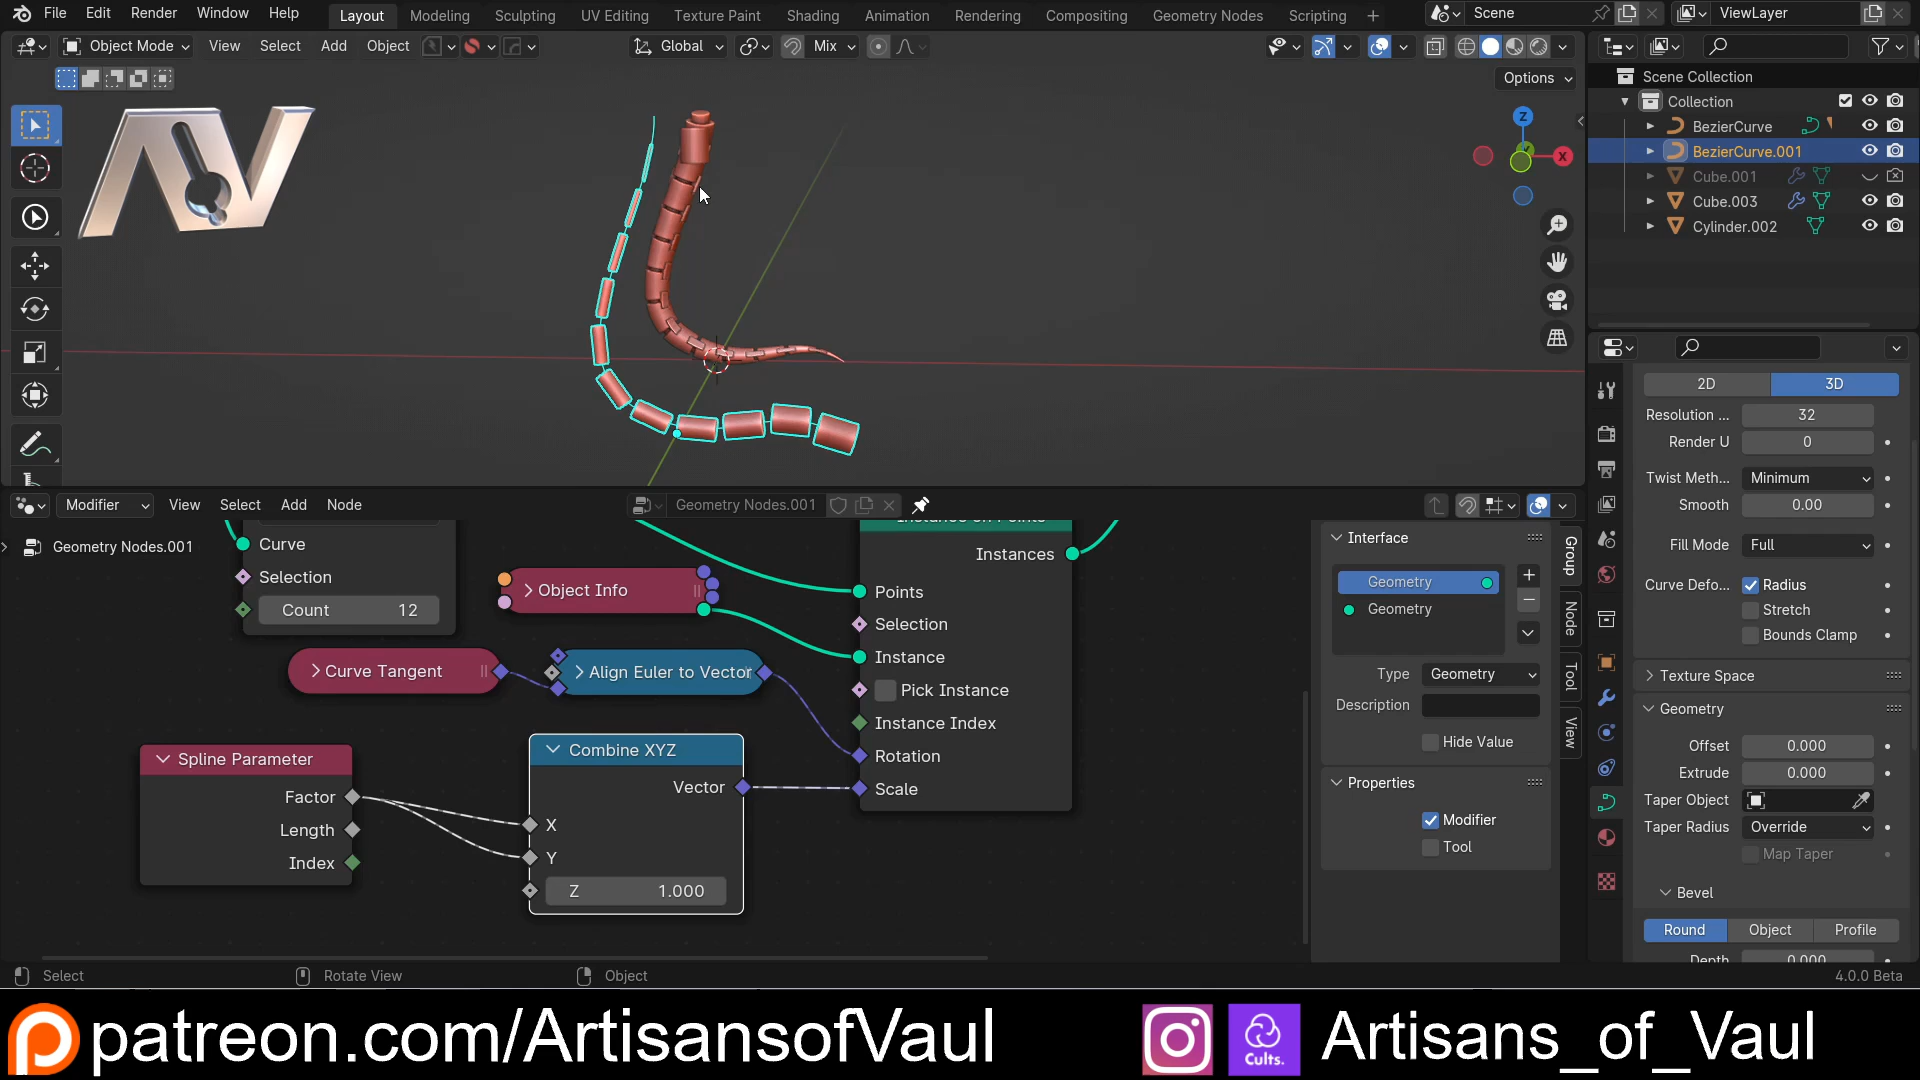 File Edit Render Window Help Layout Modeling Sculpting UV Editing Texture Paint Shading Animation Rendering Compositing Geometry Nodes Scripting + Scene ViewLayer
Object Mode View Select Add Object Global Mix
Options
AV
Z
X
Scene Collection
Collection
BezierCurve
BezierCurve.001
Cube.001
Cube.003
Cylinder.002
2D 3D
Resolution ... 32
Render U 0
Twist Meth... Minimum
Smooth 0.00
Fill Mode Full
Curve Defo... Radius
Stretch
Bounds Clamp
Texture Space
Geometry
Offset 0.000
Extrude 0.000
Taper Object
Taper Radius Override
Map Taper
Bevel
Round Object Profile
Depth 0.000
Modifier View Select Add Node Geometry Nodes.001
Geometry Nodes.001
Curve
Selection
Count 12
Object Info
Curve Tangent
Align Euler to Vector
Spline Parameter
Factor
Length
Index
Combine XYZ
Vector
X
Y
Z 1.000
Instance on Points
Instances
Points
Selection
Instance
Pick Instance
Instance Index
Rotation
Scale
Interface
Geometry
Geometry
Type Geometry
Description
Hide Value
Properties
Modifier
Tool
Group
Node
Tool
View
Select Rotate View Object 4.0.0 Beta
patreon.com/ArtisansofVaul Cults. Artisans_of_Vaul